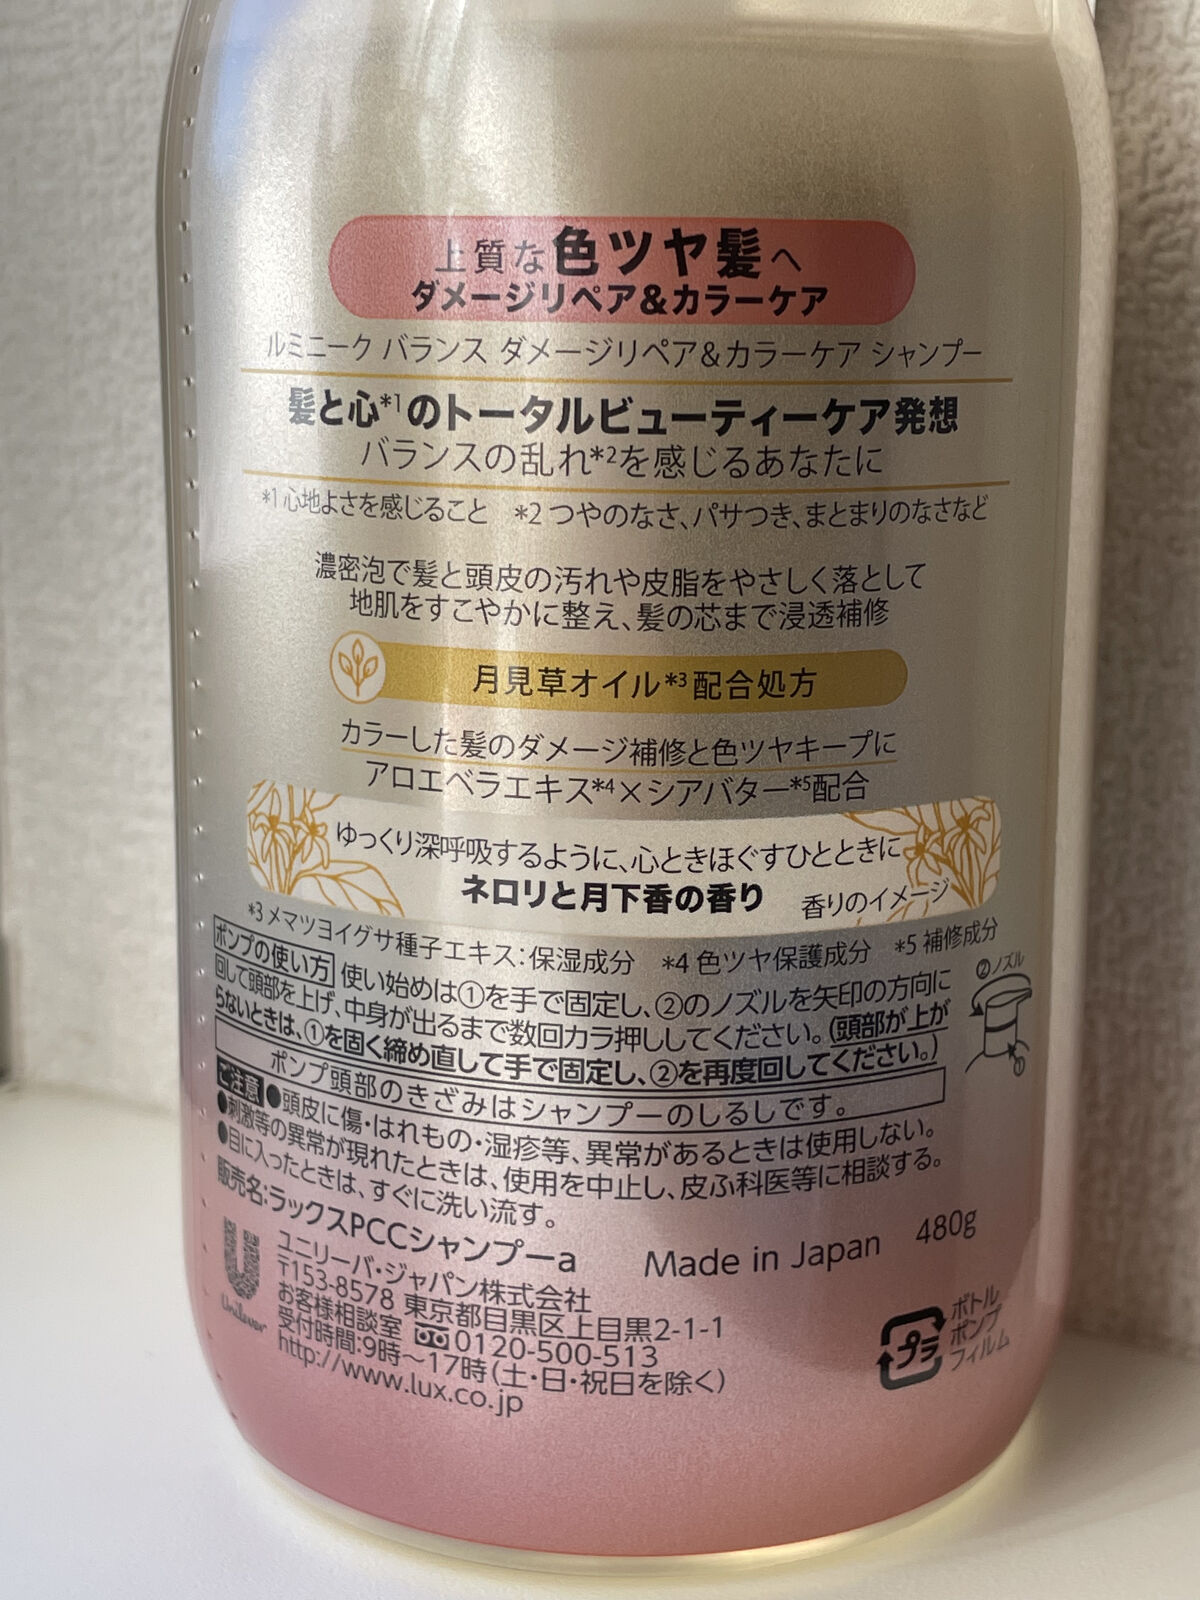 上質な色ツヤ髪へ
ダメージリペア&カラーケア
ルミニーク バランス ダメージリペア&カラーケア シャンプー
髪と心*1のトータルビューティーケア発想
バランスの乱れ*2を感じるあなたに
*1 心地よさを感じること *2 つやのなさ、パサつき、まとまりのなさなど
濃密泡で髪と頭皮の汚れや皮脂をやさしく落として
地肌をすこやかに整え、髪の芯まで浸透補修
月見草オイル*3配合処方
カラーした髪のダメージ補修と色ツヤキープに
アロエベラエキス*4×シアバター*5配合
ゆっくり深呼吸するように、心ときほぐすひとときに
ネロリと月下香の香り 香りのイメージ
*3 メマツヨイグサ種子エキス:保湿成分 *4 色ツヤ保護成分 *5 補修成分
ポンプの使い方 使い始めは①を手で固定し、②のノズルを矢印の方向に
回して頭部を上げ、中身が出るまで数回カラ押ししてください。(頭部が上が
らないときは、①を固く締め直して手で固定し、②を再度回してください。)
②ノズル
①
ポンプ頭部のきざみはシャンプーのしるしです。
ご注意 ●頭皮に傷・はれもの・湿疹等、異常があるときは使用しない。
●刺激等の異常が現れたときは、使用を中止し、皮ふ科医等に相談する。
●目に入ったときは、すぐに洗い流す。
販売名:ラックスPCCシャンプーa Made in Japan 480g
Unilever
ユニリーバ・ジャパン株式会社
〒153-8578 東京都目黒区上目黒2-1-1
お客様相談室 0120-500-513
受付時間:9時～17時(土・日・祝日を除く)
http://www.lux.co.jp
プラ
ボトル
ポンプ
フィルム